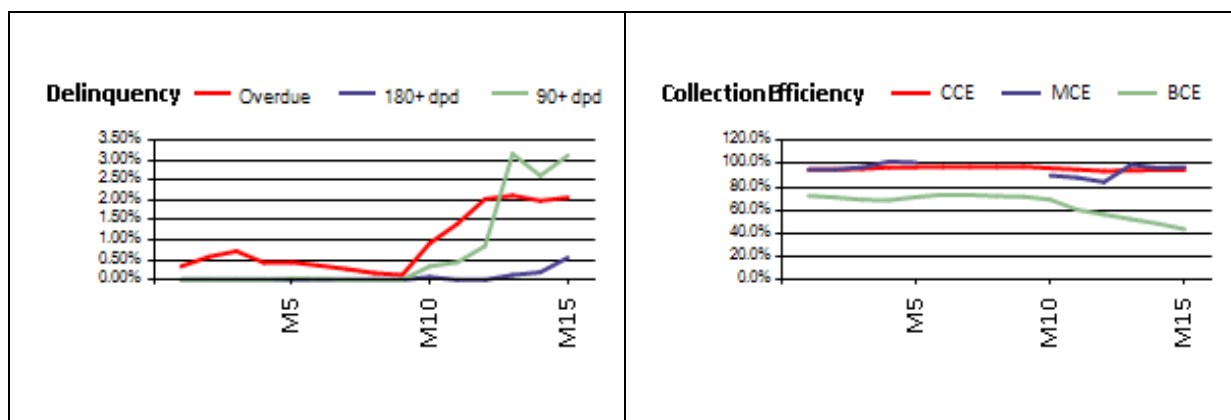 Delinquency Overdue 180+ dpd 90+ dpd
3.50%
3.00%
2.50%
2.00%
1.50%
1.00%
0.50%
0.00%
M5
M10
M15
Collection Efficiency CCE MCE BCE
120.0%
100.0%
80.0%
60.0%
40.0%
20.0%
0.0%
M5
M10
M15